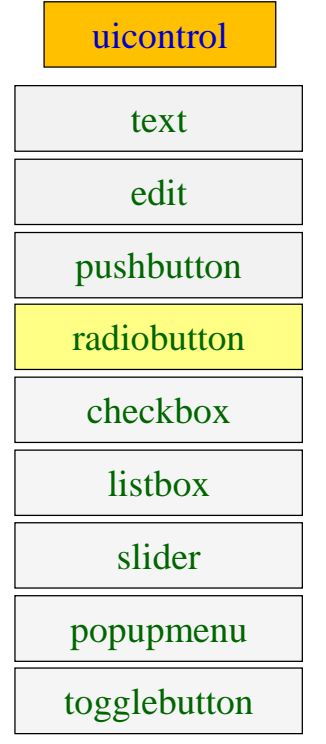 uicontrol
text
edit
pushbutton
radiobutton
checkbox
listbox
slider
popupmenu
togglebutton